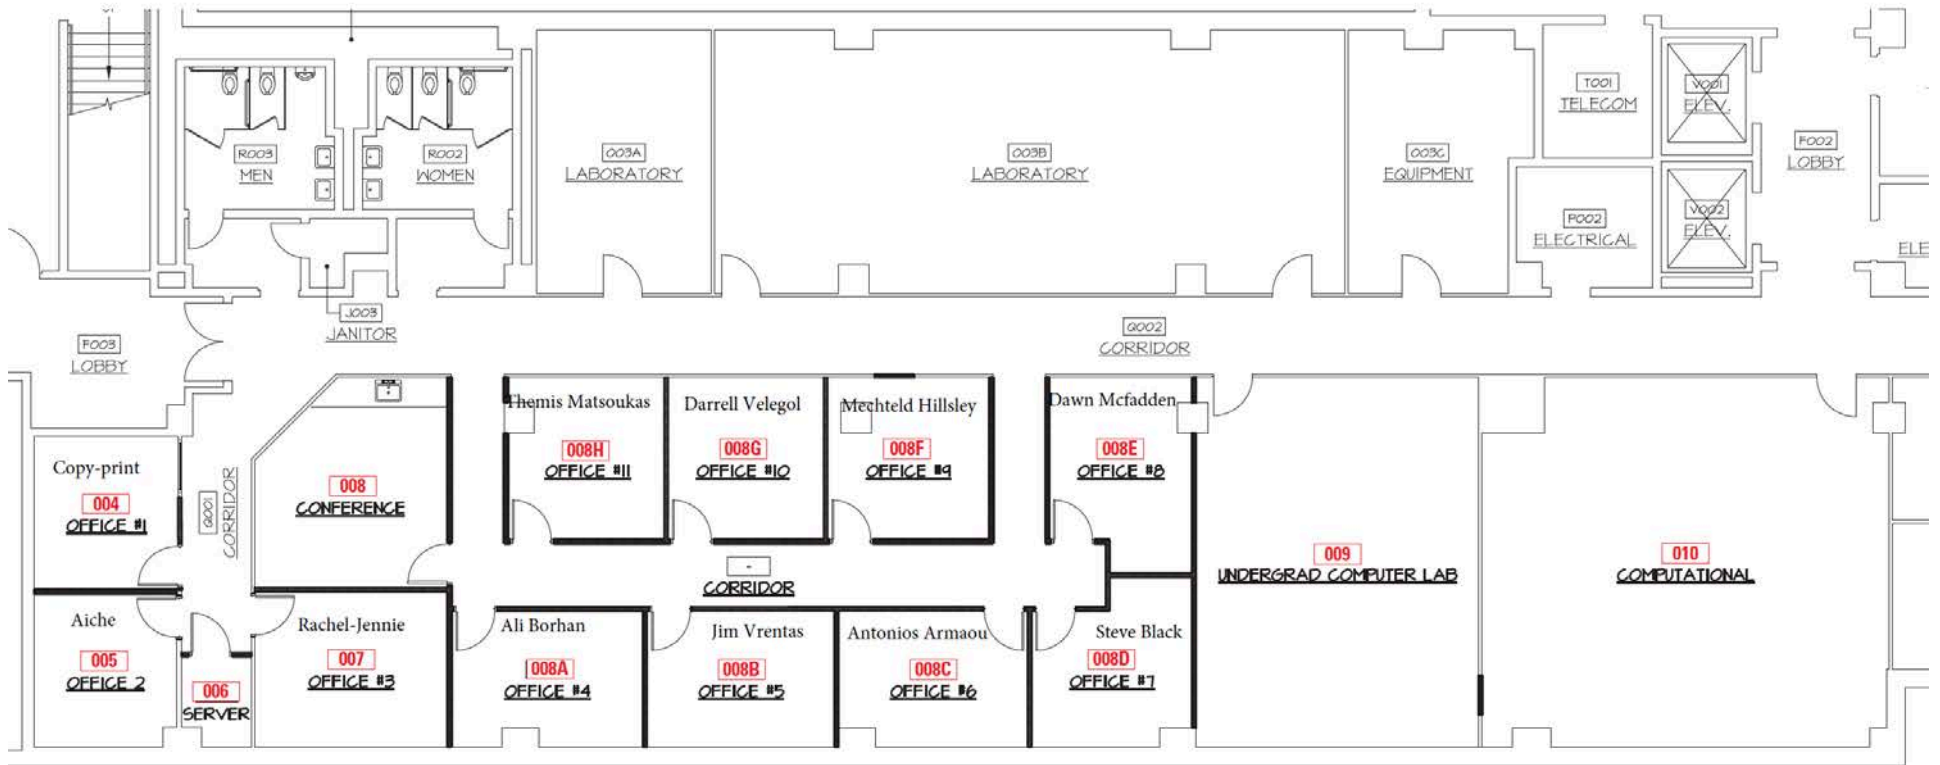 T001
TELECOM
V001
ELEV.
R003
MEN
R002
WOMEN
003A
LABORATORY
003B
LABORATORY
003C
EQUIPMENT
F002
LOBBY
P002
ELECTRICAL
V002
ELEV.
ELE
J003
JANITOR
F003
LOBBY
Q002
CORRIDOR
Themis Matsoukas
008H
OFFICE #11
Darrell Velegol
008G
OFFICE #10
Mechteld Hillsley
008F
OFFICE #9
Dawn Mcfadden
008E
OFFICE #8
Copy-print
004
OFFICE #1
Q001
CORRIDOR
008
CONFERENCE
009
UNDERGRAD COMPUTER LAB
010
COMPUTATIONAL
CORRIDOR
Aiche
005
OFFICE 2
006
SERVER
Rachel-Jennie
007
OFFICE #3
Ali Borhan
008A
OFFICE #4
Jim Vrentas
008B
OFFICE #5
Antonios Armaou
008C
OFFICE #6
Steve Black
008D
OFFICE #7